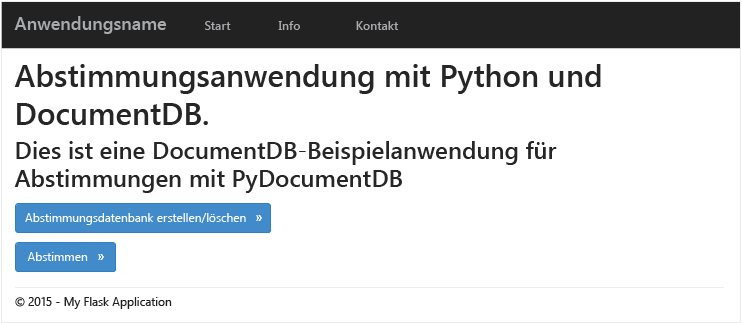 Anwendungsname Start Info Kontakt
Abstimmungsanwendung mit Python und
DocumentDB.
Dies ist eine DocumentDB-Beispielanwendung für
Abstimmungen mit PyDocumentDB
Abstimmungsdatenbank erstellen/löschen »
Abstimmen »
© 2015 - My Flask Application